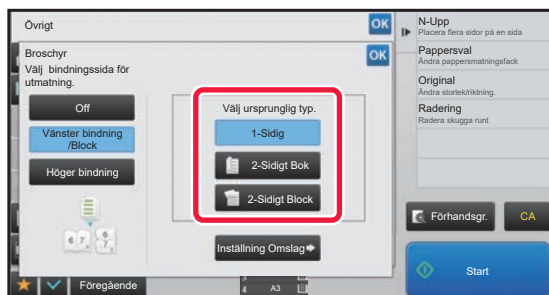 Övrigt
OK
Broschyr
OK
Välj bindningssida för
utmatning.
Off
Vänster bindning
/Block
Höger bindning
Välj ursprunglig typ.
1-Sidig
2-Sidigt Bok
2-Sidigt Block
Inställning Omslag
Föregående
4 A3
N-Upp
Placera flera sidor på en sida
Pappersval
Ändra pappersmatningsfack
Original
Ändra storlek/riktning.
Radering
Radera skugga runt
Förhandsgr.
CA
Start